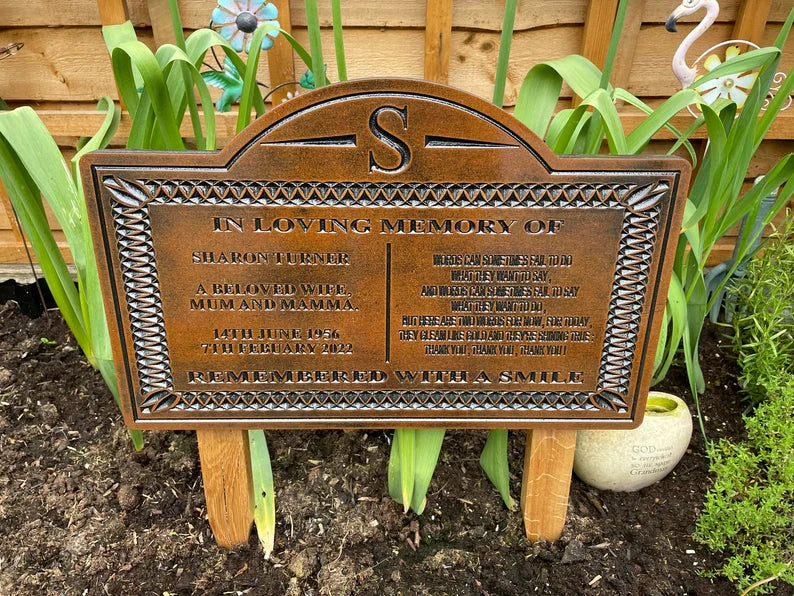 S
IN LOVING MEMORY OF
SHARON TURNER
A BELOVED WIFE,
MUM AND MAMMA.
14TH JUNE 1956
7TH FEBUARY 2022
WORDS CAN SOMETIMES FAIL TO DO
WHAT THEY WANT TO SAY,
AND WORDS CAN SOMETIMES FAIL TO SAY
WHAT THEY WANT TO DO,
BUT HERE ARE TWO WORDS FOR NOW, FOR TODAY,
THEY CLEAN LIKE GOLD AND THEY'RE SHINING THIS :
THANK YOU , THANK YOU , THANK YOU !
REMEMBERED WITH A SMILE
GOD